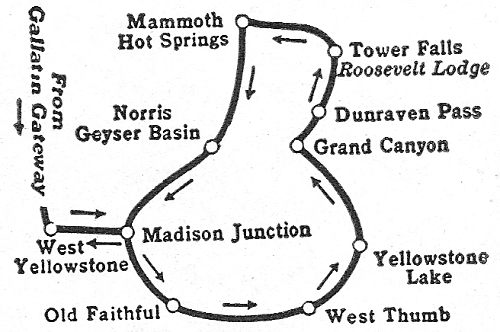 Mammoth
Hot Springs
Tower Falls
Roosevelt Lodge
From
Gallatin Gateway
Dunraven Pass
Norris
Geyser Basin
Grand Canyon
Madison Junction
West
Yellowstone
Yellowstone
Lake
Old Faithful
West Thumb